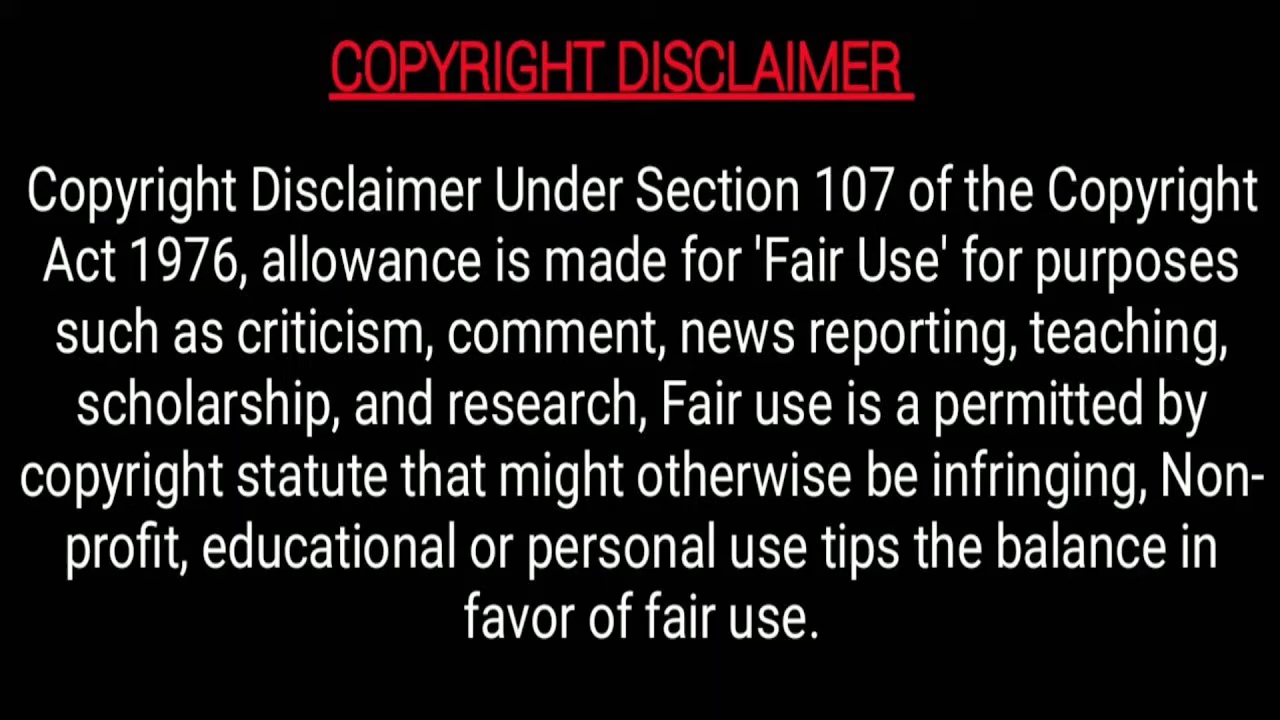 COPYRIGHT DISCLAIMER
Copyright Disclaimer Under Section 107 of the Copyright
Act 1976, allowance is made for 'Fair Use' for purposes
such as criticism, comment, news reporting, teaching,
scholarship, and research, Fair use is a permitted by
copyright statute that might otherwise be infringing, Non-
profit, educational or personal use tips the balance in
favor of fair use.